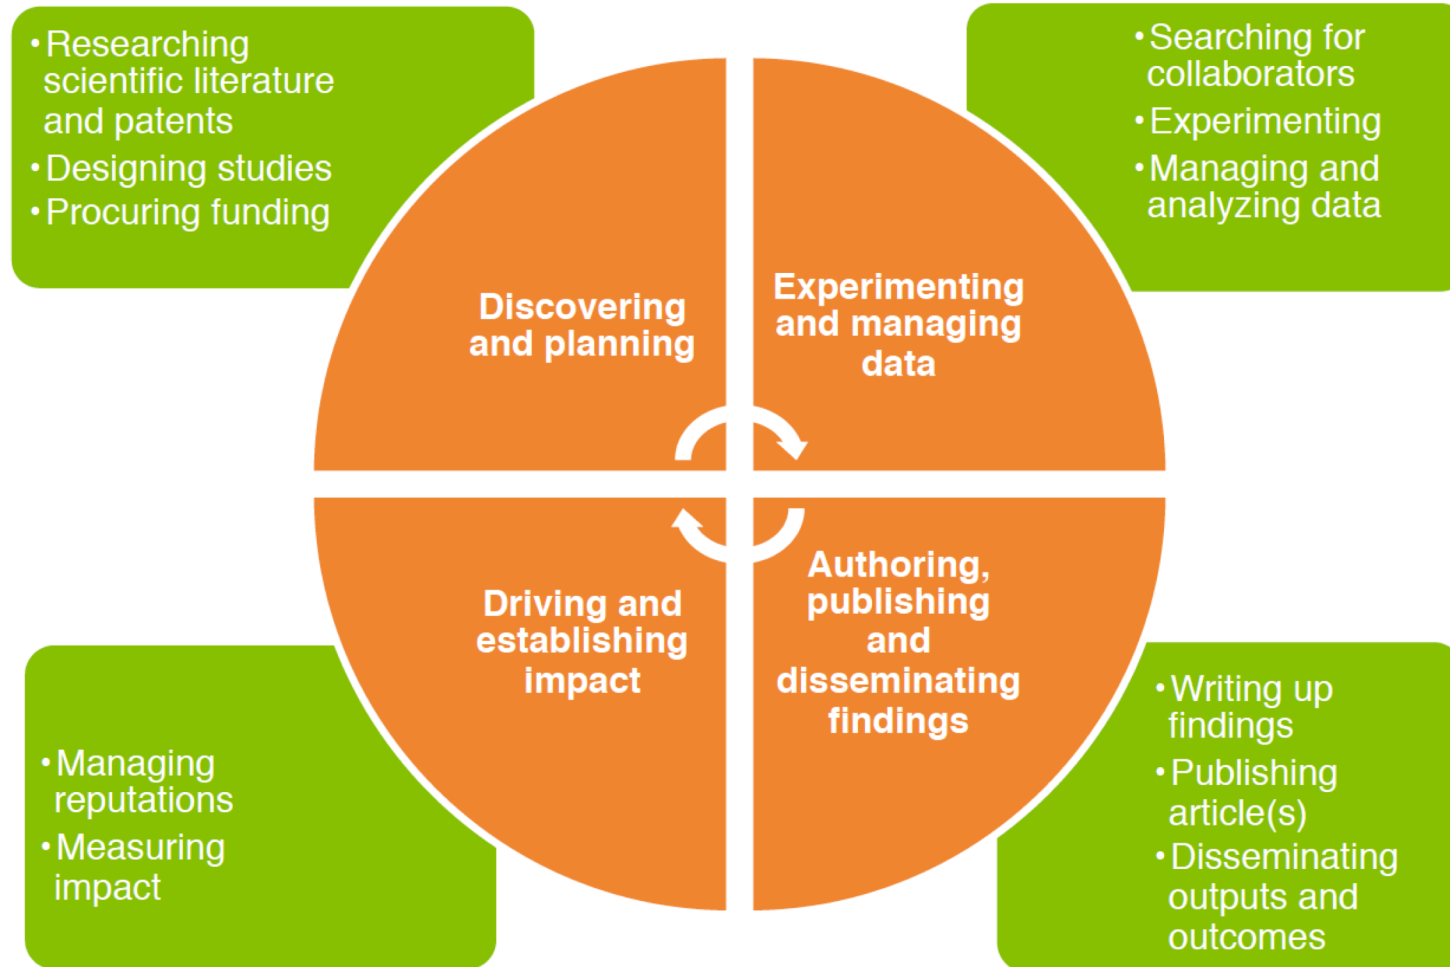 • Researching
scientific literature
and patents
• Designing studies
• Procuring funding
• Searching for
collaborators
• Experimenting
• Managing and
analyzing data
Discovering
and planning
Experimenting
and managing
data
Driving and
establishing
impact
Authoring,
publishing
and
disseminating
findings
• Managing
reputations
• Measuring
impact
• Writing up
findings
• Publishing
article(s)
• Disseminating
outputs and
outcomes